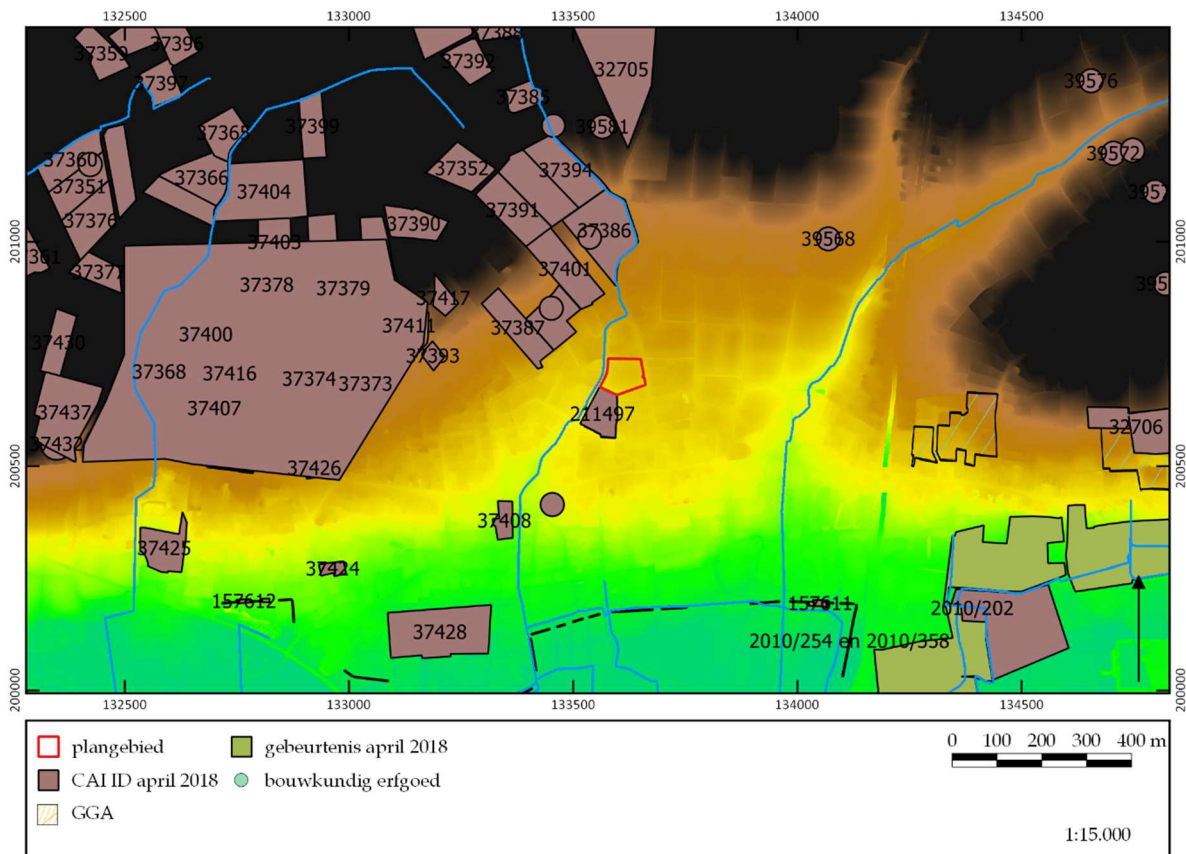 132500 133000 133500 134000 134500
37359 37396 37388
37397 37392 32705
37385 39576
37365 37399 39581
37360 37352 37394 39572
37351 37366 37404
37376 37391
37390 37386 39568
37403
361 37401
37377 37378 37379
37417
37411 37387
37430 37400 37393
37368 37416 37374 37373
37437 37407 211497 32706
37432 37426
37425 37408
37424
157612 157611 2010/202
37428 2010/254 en 2010/358
201000 201000
200500 200500
200000 200000
132500 133000 133500 134000 134500
plangebied
CAI ID april 2018
GGA
gebeurtenis april 2018
bouwkundig erfgoed
0 100 200 300 400 m
1:15.000